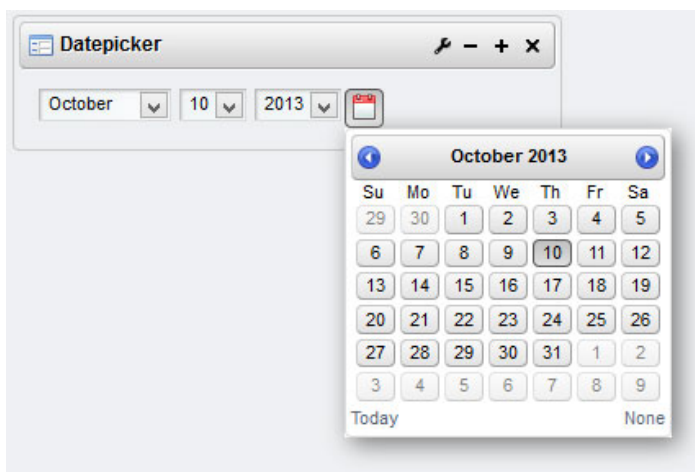 Datepicker
October 10 2013
October 2013
Su Mo Tu We Th Fr Sa
29 30 1 2 3 4 5
6 7 8 9 10 11 12
13 14 15 16 17 18 19
20 21 22 23 24 25 26
27 28 29 30 31 1 2
3 4 5 6 7 8 9
Today None